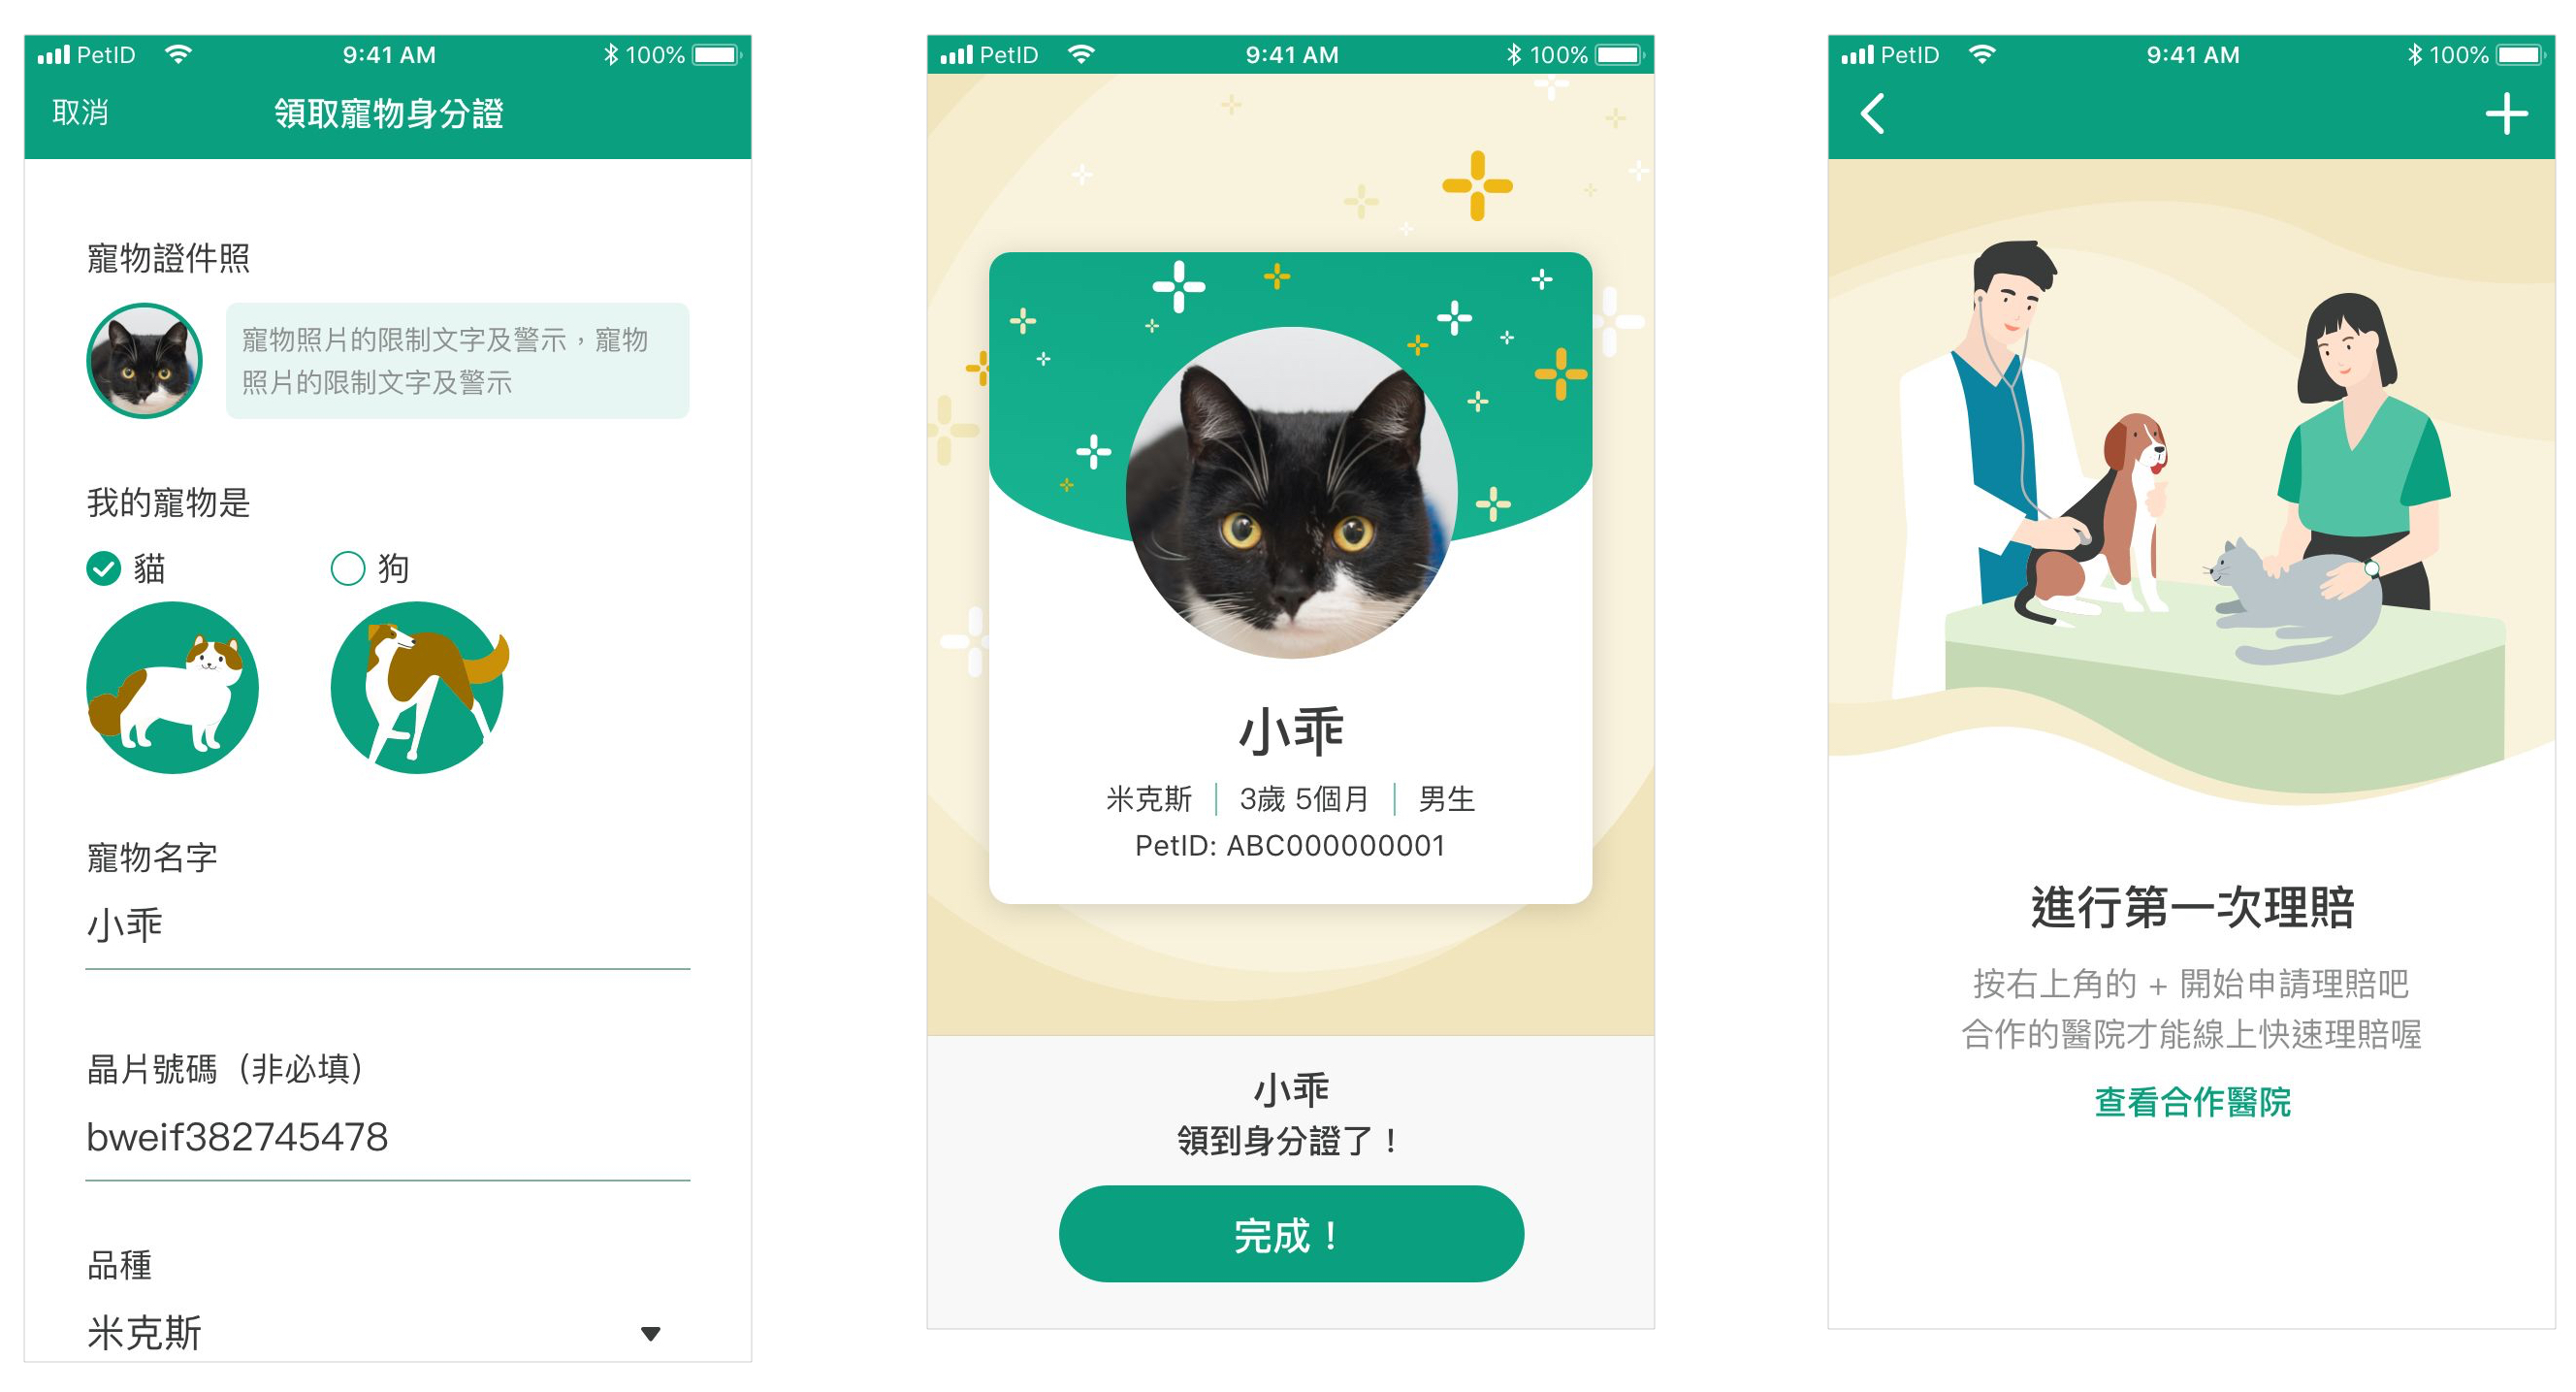 PetID 9:41 AM 100%
取消 領取寵物身分證
寵物證件照
寵物照片的限制文字及警示，寵物
照片的限制文字及警示
我的寵物是
貓 狗
寵物名字
小乖
晶片號碼（非必填）
bweif382745478
品種
米克斯
PetID 9:41 AM 100%
小乖
米克斯 3歲 5個月 男生
PetID: ABC000000001
小乖
領到身分證了！
完成！
PetID 9:41 AM 100%
進行第一次理賠
按右上角的 + 開始申請理賠吧
合作的醫院才能線上快速理賠喔
查看合作醫院